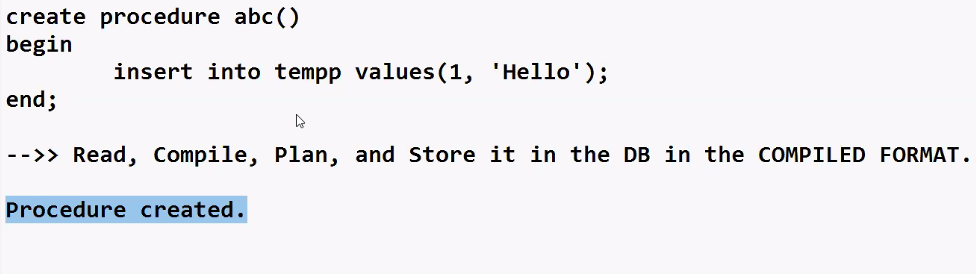 create procedure abc()
begin
insert into tempp values(1, 'Hello');
end;
-->> Read, Compile, Plan, and Store it in the DB in the COMPILED FORMAT.
Procedure created.